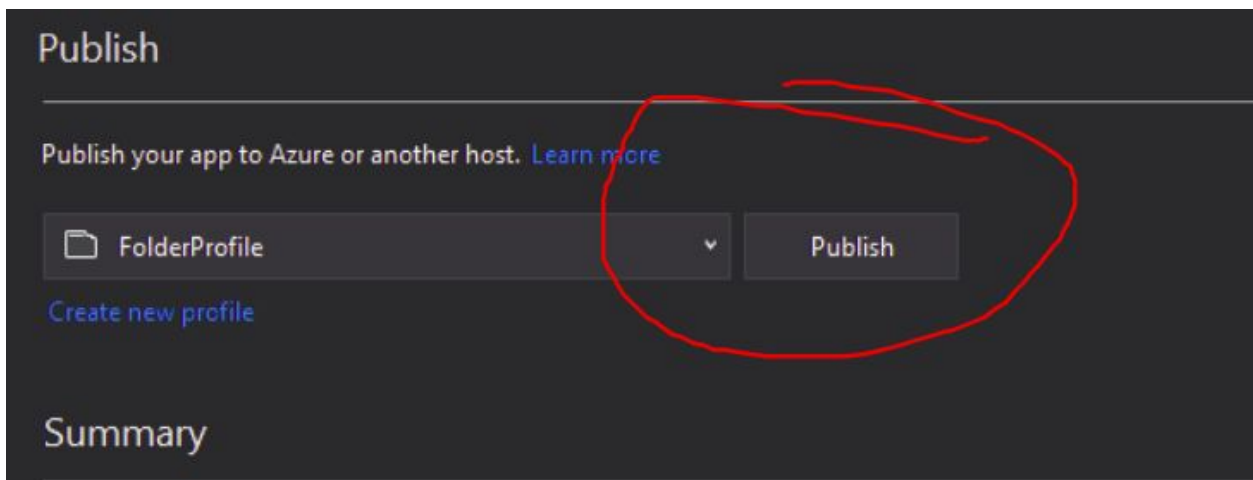 Publish
Publish your app to Azure or another host. Learn more
FolderProfile Publish
Create new profile
Summary